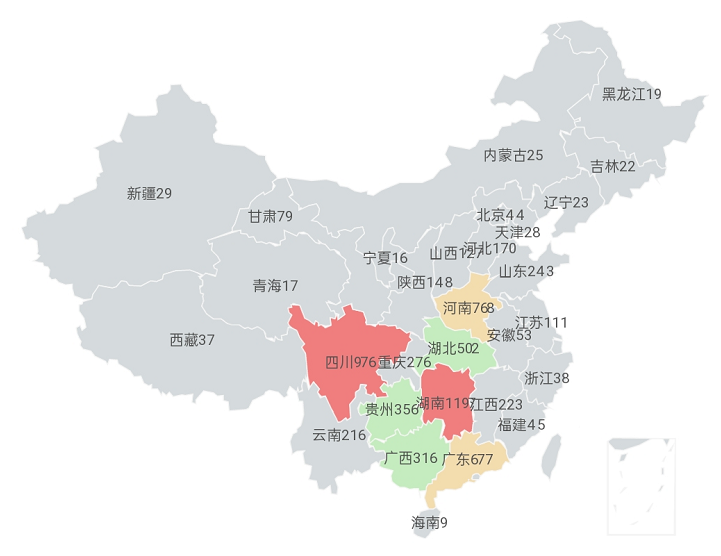 黑龙江19
内蒙古25
吉林22
新疆29
辽宁23
甘肃79
北京44
天津28
宁夏16
山西127
河北170
山东243
陕西148
青海17
河南768
江苏111
安徽53
西藏37
湖北502
四川976
重庆276
浙江38
贵州356
湖南1197
江西223
福建45
云南216
广西316
广东677
海南9